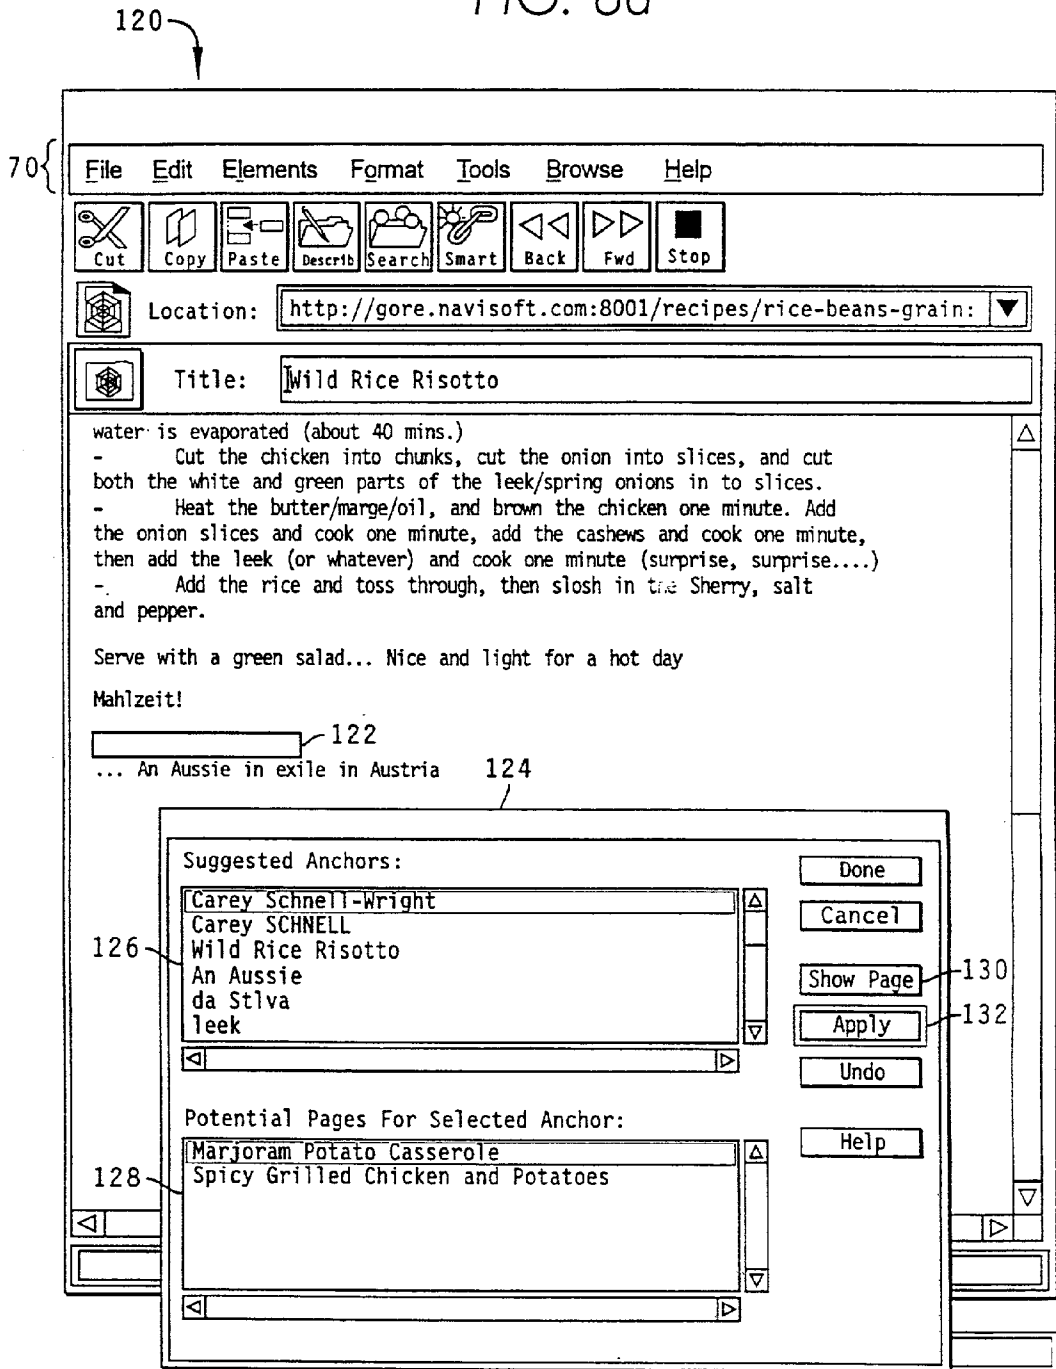 FIG. 8a
120
70
File Edit Elements Format Tools Browse Help
Cut Copy Paste Describ Search Smart Back Fwd Stop
Location: http://gore.navisoft.com:8001/recipes/rice-beans-grain:
Title: Wild Rice Risotto
water is evaporated (about 40 mins.)
- Cut the chicken into chunks, cut the onion into slices, and cut
both the white and green parts of the leek/spring onions in to slices.
- Heat the butter/marge/oil, and brown the chicken one minute. Add
the onion slices and cook one minute, add the cashews and cook one minute,
then add the leek (or whatever) and cook one minute (surprise, surprise....)
- Add the rice and toss through, then slosh in the Sherry, salt
and pepper.
Serve with a green salad... Nice and light for a hot day
Mahlzeit!
122
... An Aussie in exile in Austria
124
Suggested Anchors:
Carey Schnell-Wright
Carey SCHNELL
Wild Rice Risotto
An Aussie
da Stlva
leek
126
Done
Cancel
Show Page
130
Apply
132
Undo
Help
Potential Pages For Selected Anchor:
Marjoram Potato Casserole
Spicy Grilled Chicken and Potatoes
128